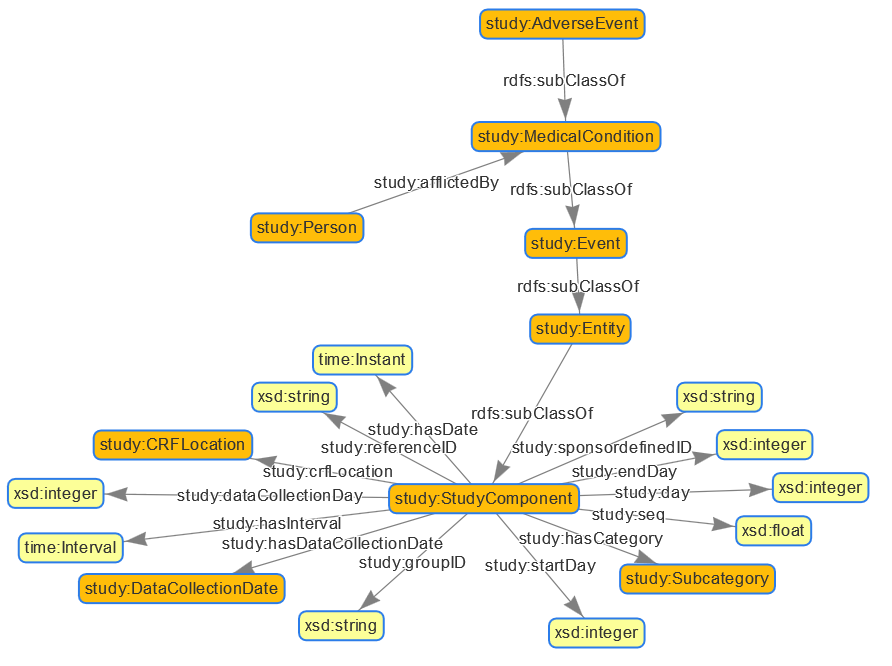 study:AdverseEvent
rdfs:subClassOf
study:MedicalCondition
study:afflictedBy
rdfs:subClassOf
study:Person
study:Event
rdfs:subClassOf
study:Entity
time:Instant
xsd:string
xsd:string
rdfs:subClassOf
study:hasDate
study:referenceID
study:sponsordefinedID
study:CRFLocation
xsd:integer
study:crfLocation
study:endDay
xsd:integer
study:dataCollectionDay
study:StudyComponent
study:day
xsd:integer
study:hasInterval
study:seq
xsd:float
time:Interval
study:hasDataCollectionDate
study:hasCategory
study:groupID
study:startDay
study:DataCollectionDate
study:Subcategory
xsd:string
xsd:integer